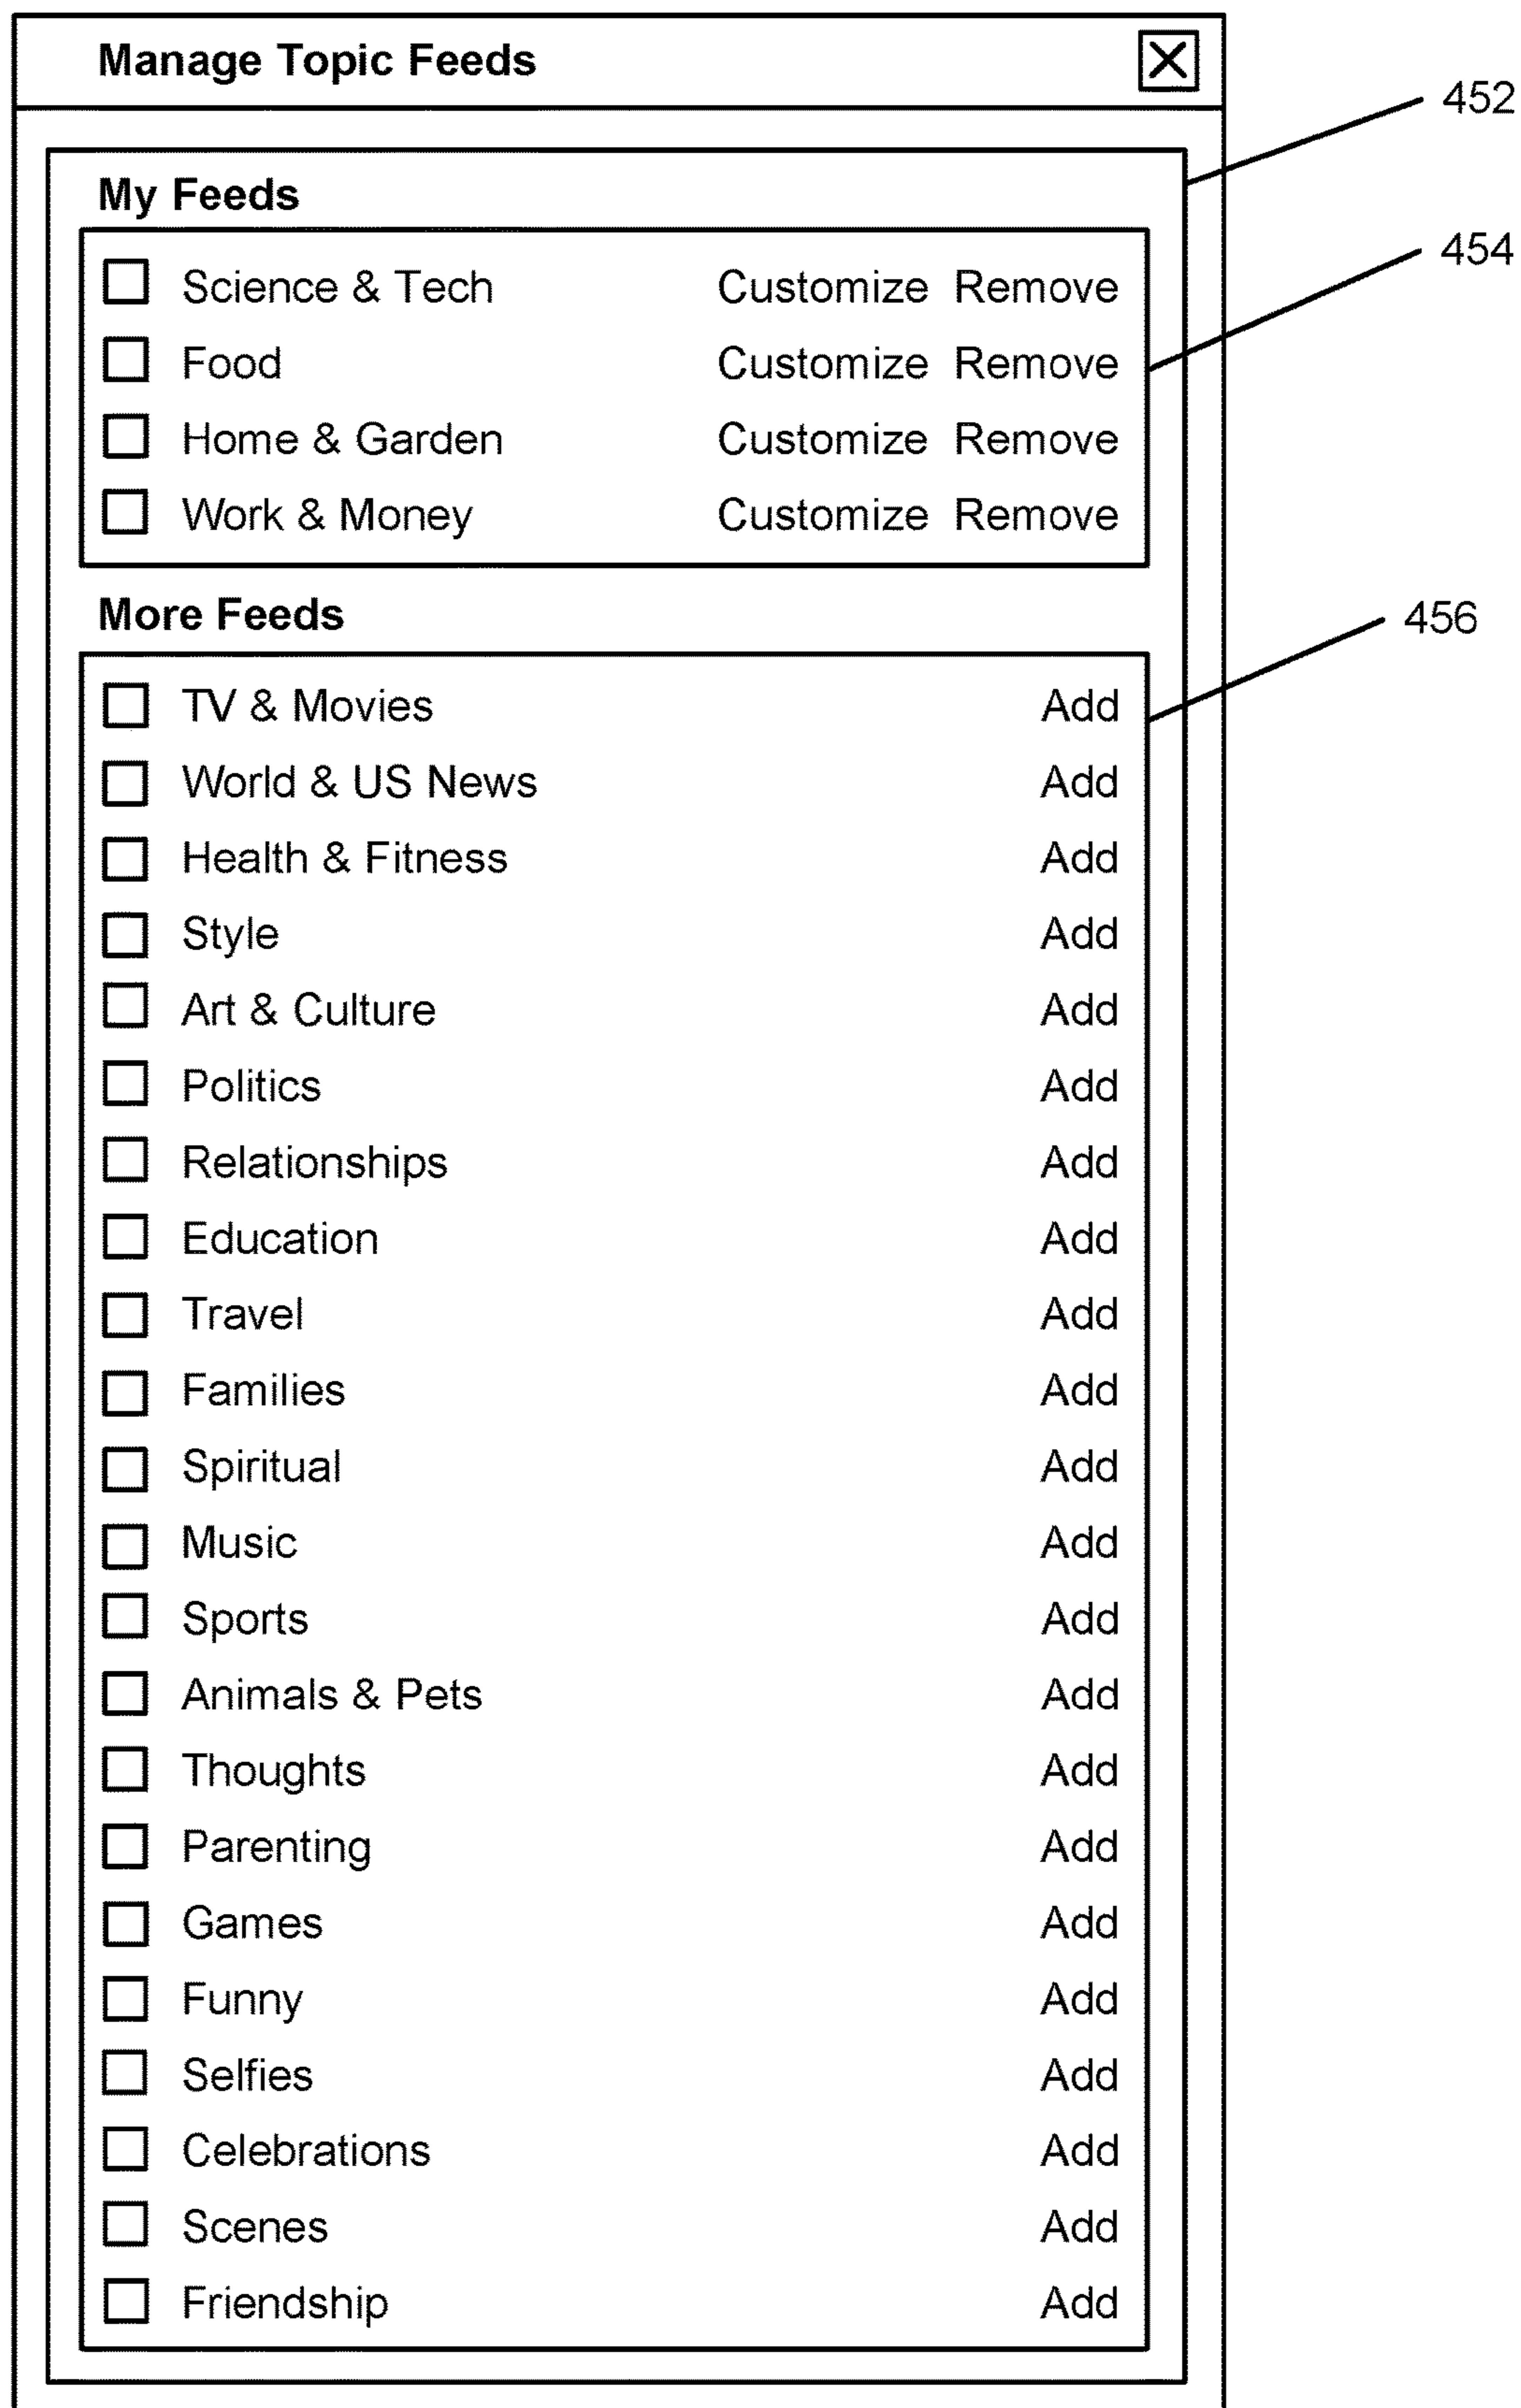 Manage Topic Feeds
452
My Feeds
454
Science & Tech Customize Remove
Food Customize Remove
Home & Garden Customize Remove
Work & Money Customize Remove
More Feeds
456
TV & Movies Add
World & US News Add
Health & Fitness Add
Style Add
Art & Culture Add
Politics Add
Relationships Add
Education Add
Travel Add
Families Add
Spiritual Add
Music Add
Sports Add
Animals & Pets Add
Thoughts Add
Parenting Add
Games Add
Funny Add
Selfies Add
Celebrations Add
Scenes Add
Friendship Add